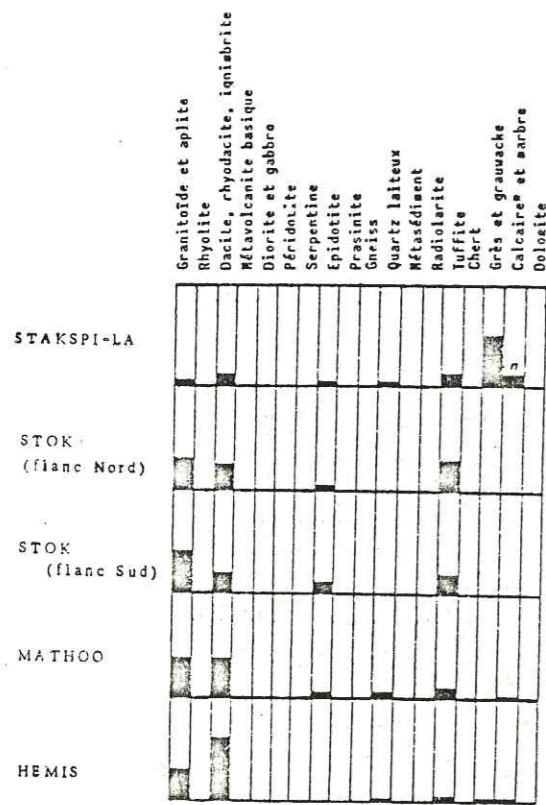 Granitoïde et aplite
Rhyolite
Dacite, rhyodacite, ignimbrite
Métavolcanite basique
Diorite et gabbro
Péridotite
Serpentine
Epidotite
Prasinite
Gneiss
Quartz laiteux
Métasédiment
Radiolarite
Tuffite
Chert
Grès et grauwacke
Calcaire* et marbre
Dologite
STAKSPI-LA
n
STOK
(flanc Nord)
STOK
(flanc Sud)
MATHOO
HEMIS